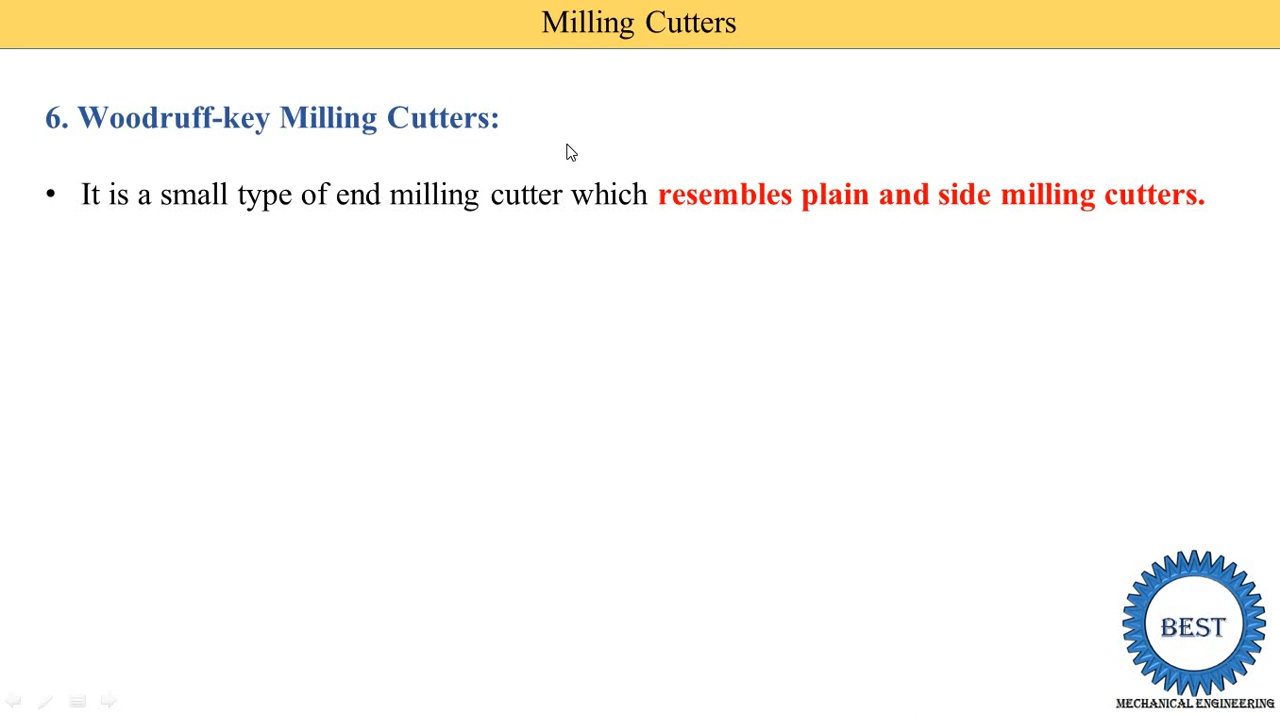 Milling Cutters
6. Woodruff-key Milling Cutters:
• It is a small type of end milling cutter which resembles plain and side milling cutters.
BEST
MECHANICAL ENGINEERING